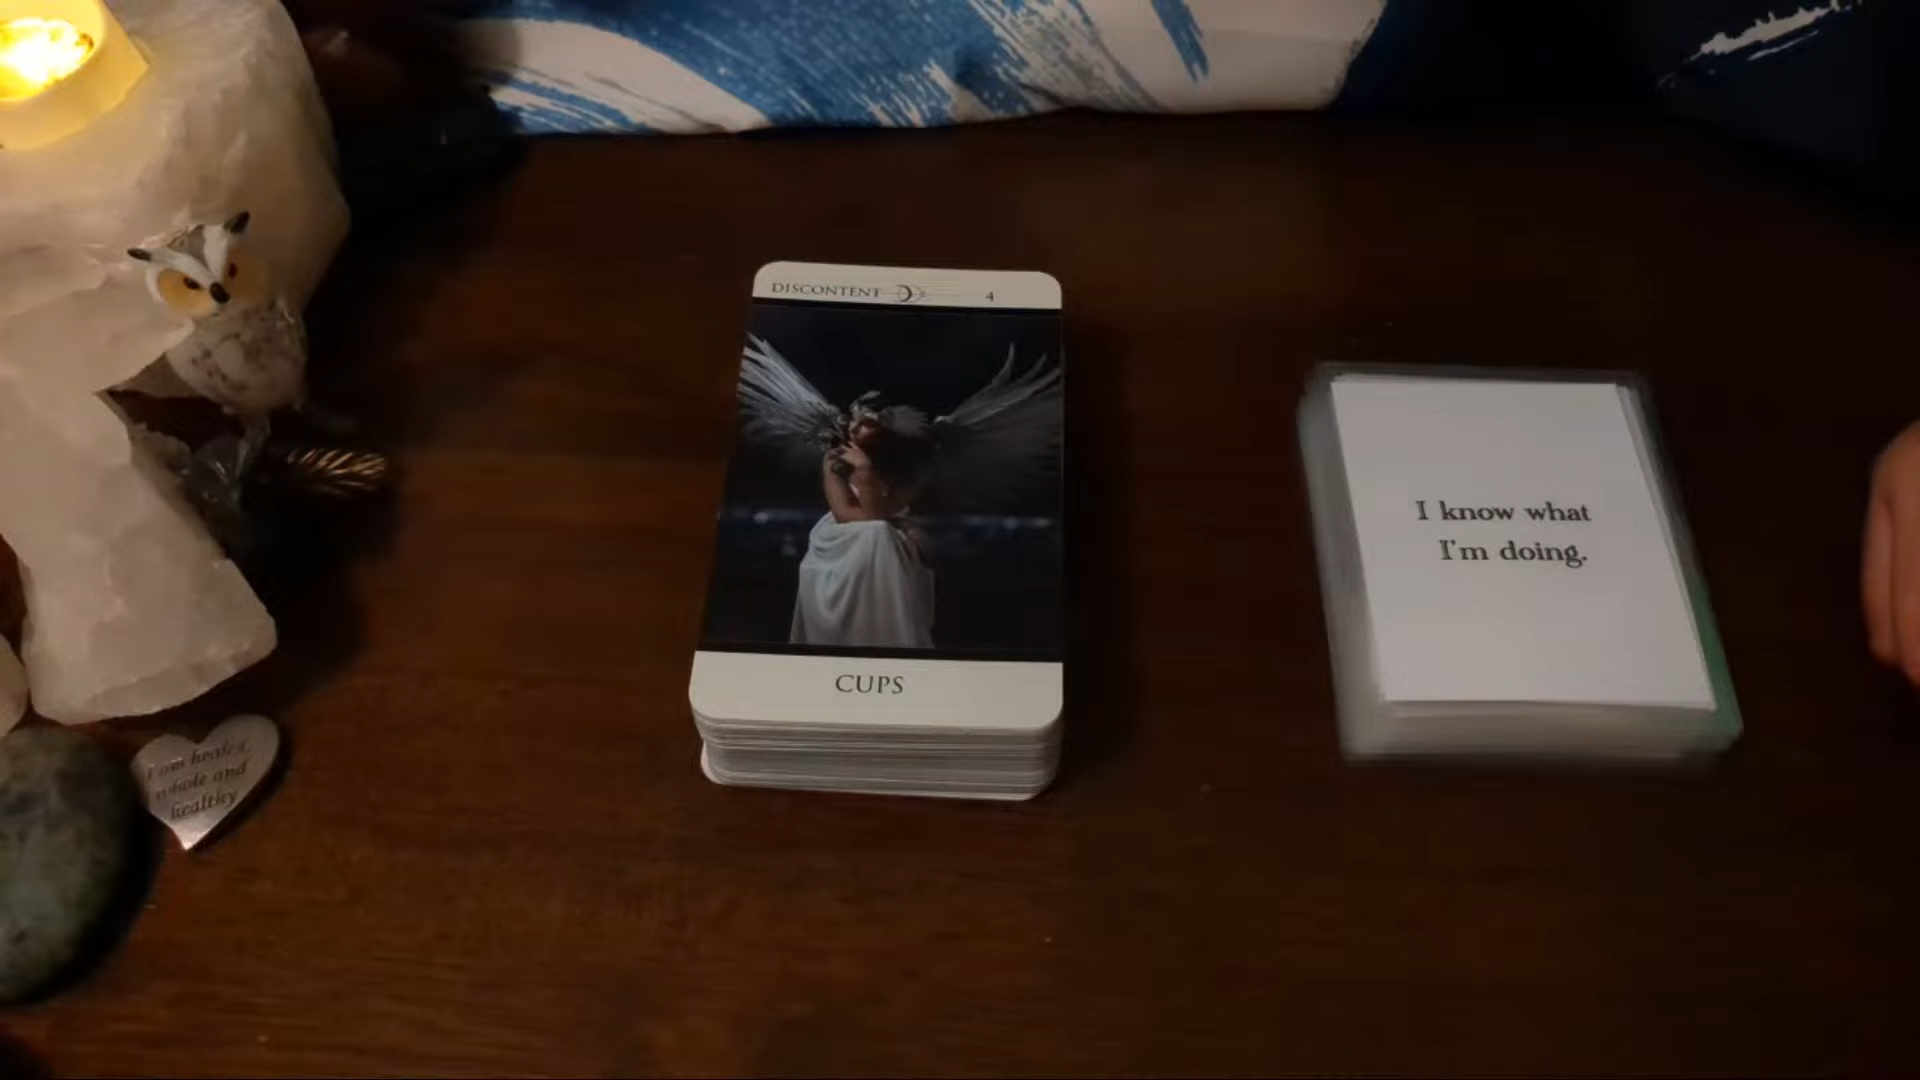 DISCONTENT 4
CUPS
I know what
I'm doing.
I am healed,
whole and
healthy